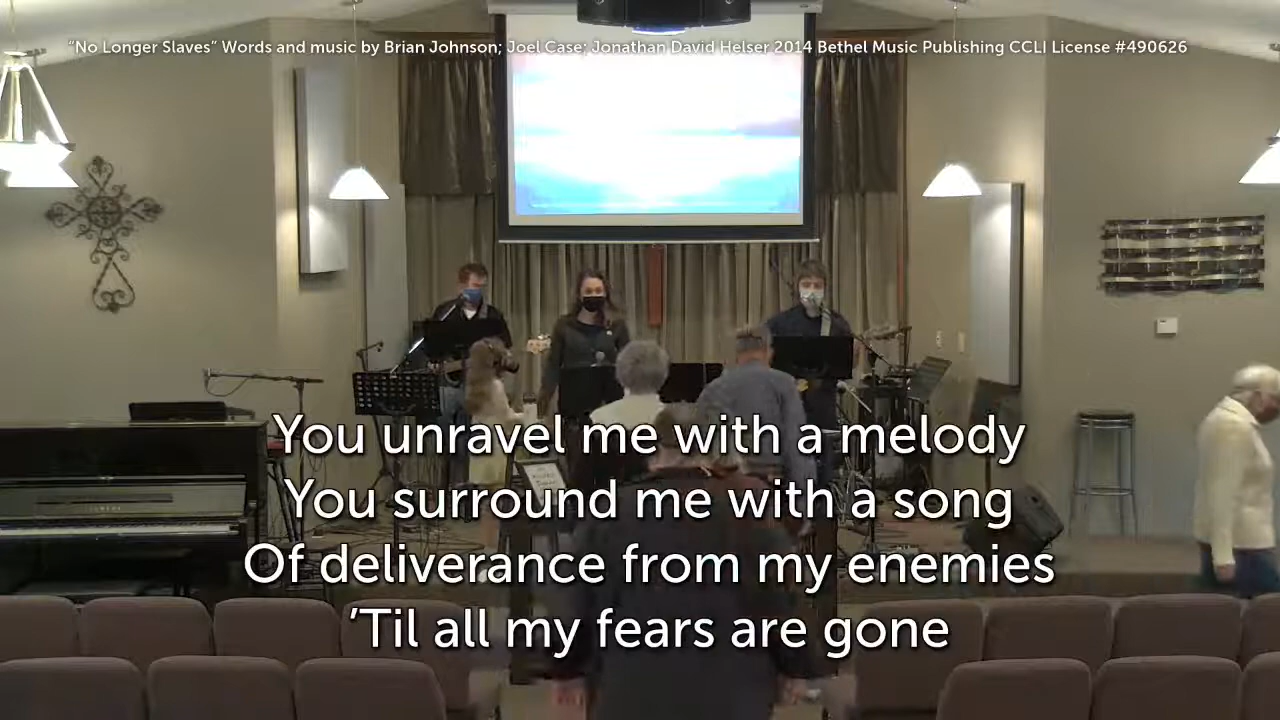 “No Longer Slaves” Words and music by Brian Johnson; Joel Case; Jonathan David Helser 2014 Bethel Music Publishing CCLI License #490626
You unravel me with a melody
You surround me with a song
Of deliverance from my enemies
’Til all my fears are gone